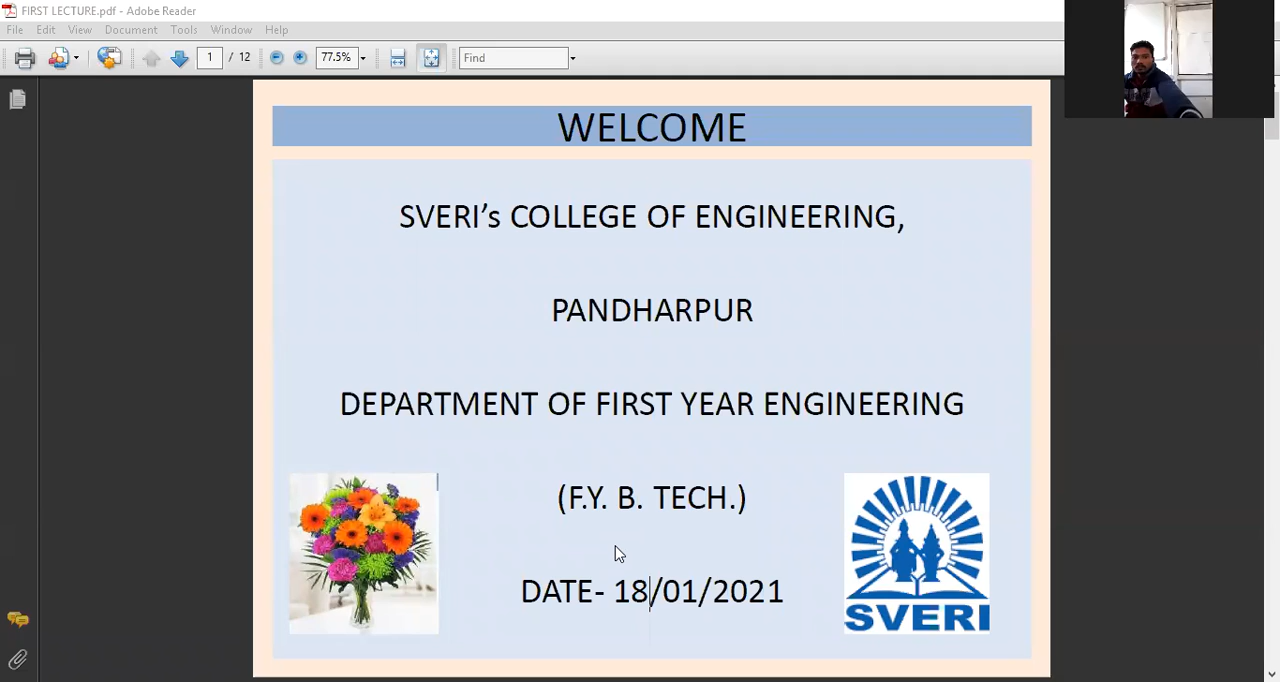 FIRST LECTURE.pdf - Adobe Reader
File Edit View Document Tools Window Help
1 / 12 77.5% Find
WELCOME
SVERI’s COLLEGE OF ENGINEERING,
PANDHARPUR
DEPARTMENT OF FIRST YEAR ENGINEERING
(F.Y. B. TECH.)
DATE- 18/01/2021
SVERI